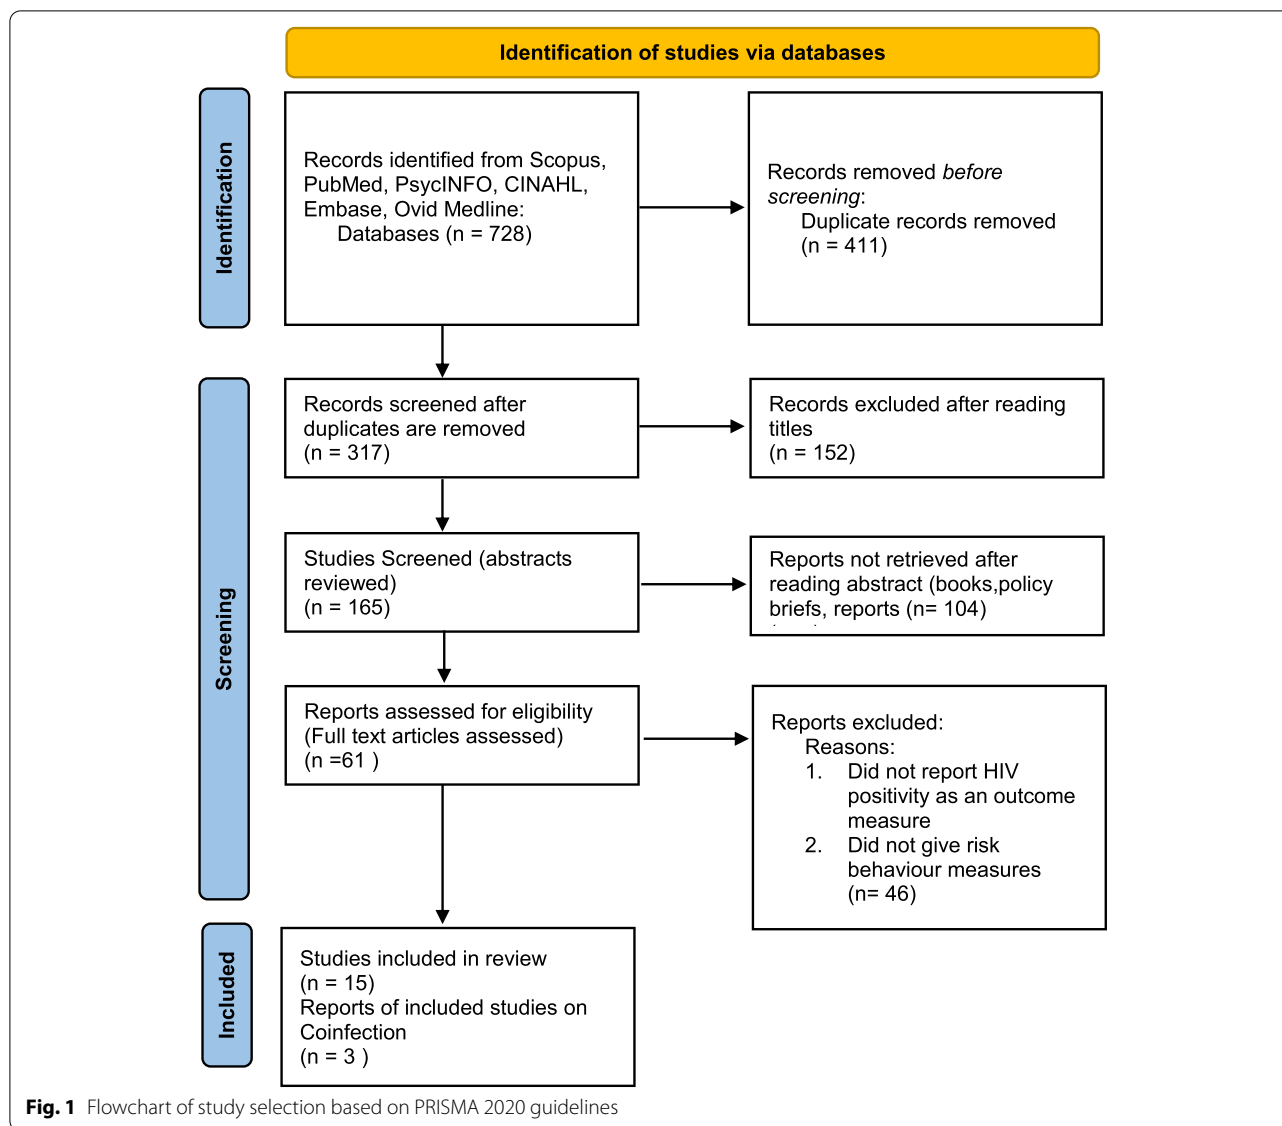 Identification of studies via databases
Identification
Records identified from Scopus,
PubMed, PsycINFO, CINAHL,
Embase, Ovid Medline:
Databases (n = 728)
Records removed before
screening:
Duplicate records removed
(n = 411)
Screening
Records screened after
duplicates are removed
(n = 317)
Records excluded after reading
titles
(n = 152)
Studies Screened (abstracts
reviewed)
(n = 165)
Reports not retrieved after
reading abstract (books,policy
briefs, reports (n= 104)
Reports assessed for eligibility
(Full text articles assessed)
(n =61 )
Reports excluded:
Reasons:
1. Did not report HIV
positivity as an outcome
measure
2. Did not give risk
behaviour measures
(n= 46)
Included
Studies included in review
(n = 15)
Reports of included studies on
Coinfection
(n = 3 )
Fig. 1 Flowchart of study selection based on PRISMA 2020 guidelines